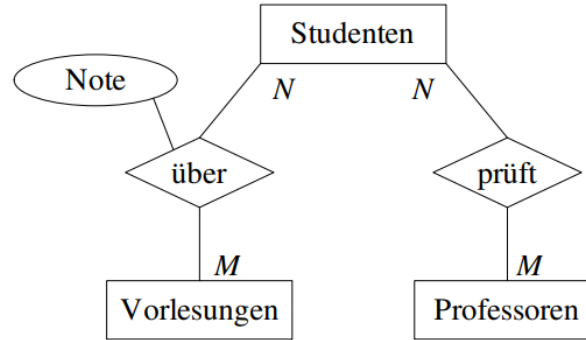 Studenten
Note
N N
über
prüft
M M
Vorlesungen
Professoren